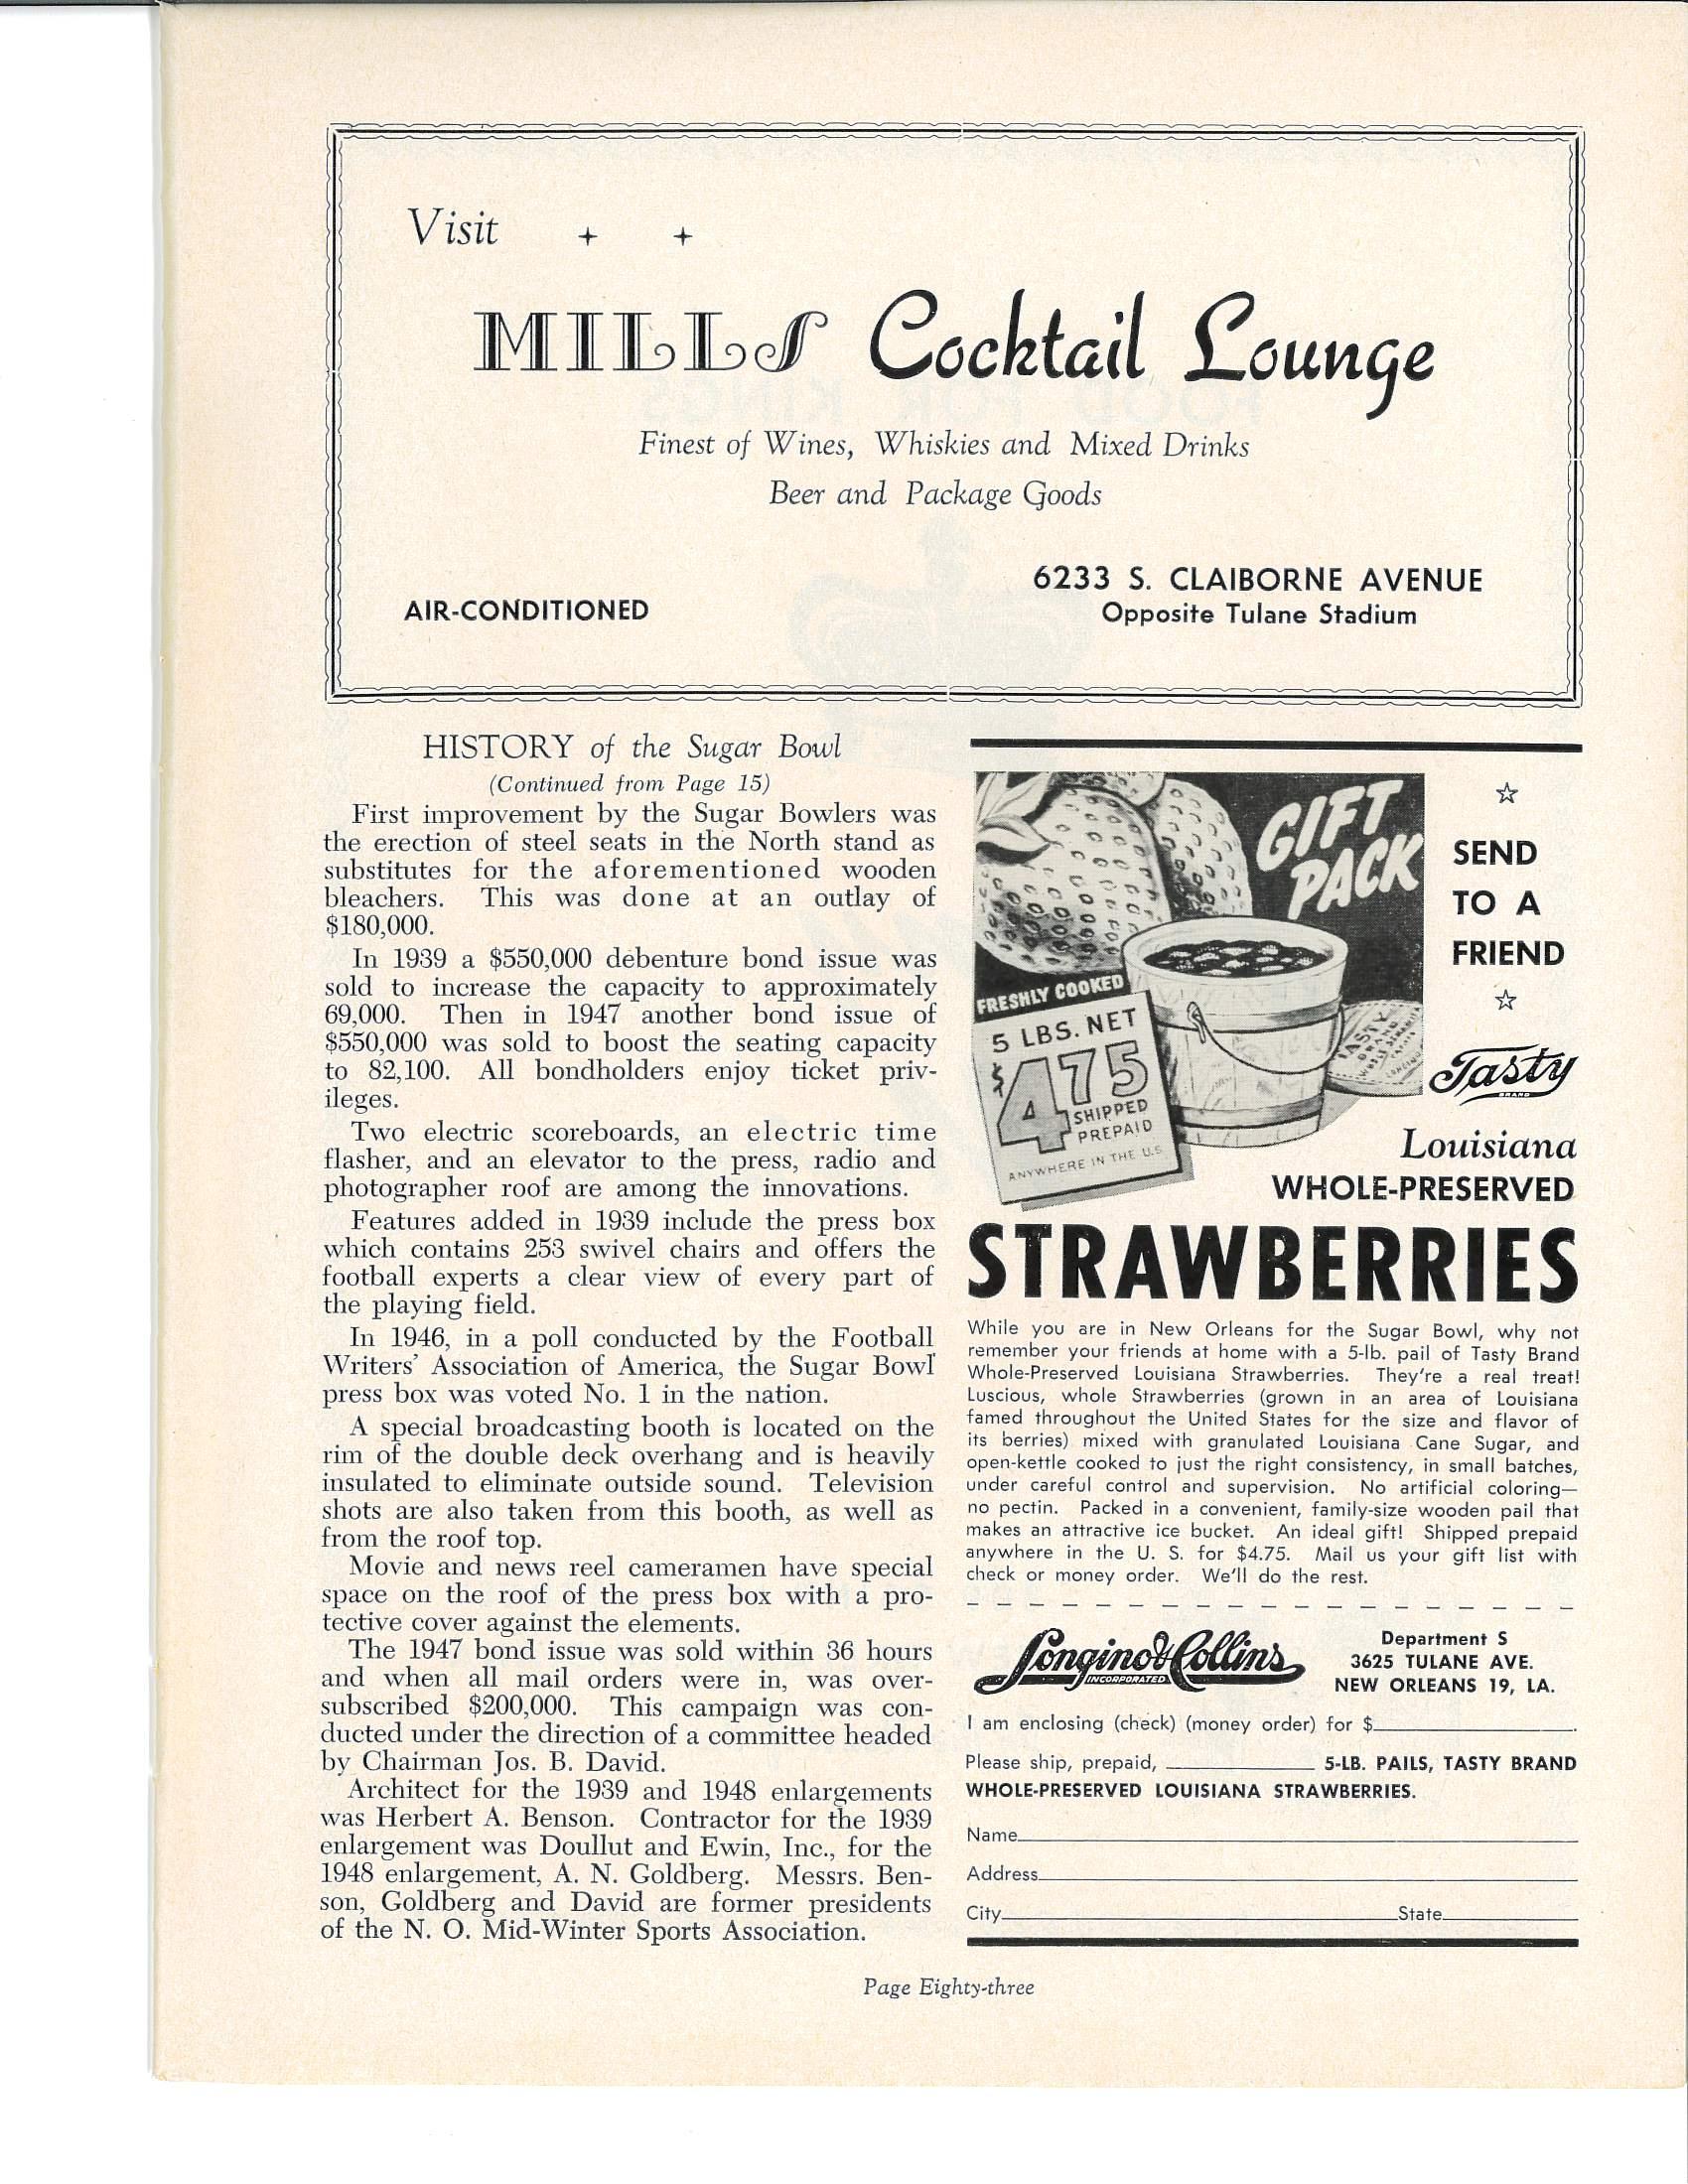 Visit + +
MILLS Cocktail Lounge
Finest of Wines, Whiskies and Mixed Drinks
Beer and Package Goods
AIR-CONDITIONED
6233 S. CLAIBORNE AVENUE
Opposite Tulane Stadium
HISTORY of the Sugar Bowl
(Continued from Page 15)
First improvement by the Sugar Bowlers was
the erection of steel seats in the North stand as
substitutes for the aforementioned wooden
bleachers. This was done at an outlay of
$180,000.
In 1939 a $550,000 debenture bond issue was
sold to increase the capacity to approximately
69,000. Then in 1947 another bond issue of
$550,000 was sold to boost the seating capacity
to 82,100. All bondholders enjoy ticket priv-
ileges.
Two electric scoreboards, an electric time
flasher, and an elevator to the press, radio and
photographer roof are among the innovations.
Features added in 1939 include the press box
which contains 253 swivel chairs and offers the
football experts a clear view of every part of
the playing field.
In 1946, in a poll conducted by the Football
Writers' Association of America, the Sugar Bowl
press box was voted No. 1 in the nation.
A special broadcasting booth is located on the
rim of the double deck overhang and is heavily
insulated to eliminate outside sound. Television
shots are also taken from this booth, as well as
from the roof top.
Movie and news reel cameramen have special
space on the roof of the press box with a pro-
tective cover against the elements.
The 1947 bond issue was sold within 36 hours
and when all mail orders were in, was over-
subscribed $200,000. This campaign was con-
ducted under the direction of a committee headed
by Chairman Jos. B. David.
Architect for the 1939 and 1948 enlargements
was Herbert A. Benson. Contractor for the 1939
enlargement was Doullut and Ewin, Inc., for the
1948 enlargement, A. N. Goldberg. Messrs. Ben-
son, Goldberg and David are former presidents
of the N. O. Mid-Winter Sports Association.
GIFT
PACK
☆
SEND
TO A
FRIEND
☆
FRESHLY COOKED
5 LBS. NET
$4.75
SHIPPED
PREPAID
ANYWHERE IN THE U.S.
TASTY
BRAND
Tasty
BRAND
Louisiana
WHOLE-PRESERVED
STRAWBERRIES
While you are in New Orleans for the Sugar Bowl, why not
remember your friends at home with a 5-lb. pail of Tasty Brand
Whole-Preserved Louisiana Strawberries. They're a real treat!
Luscious, whole Strawberries (grown in an area of Louisiana
famed throughout the United States for the size and flavor of
its berries) mixed with granulated Louisiana Cane Sugar, and
open-kettle cooked to just the right consistency, in small batches,
under careful control and supervision. No artificial coloring—
no pectin. Packed in a convenient, family-size wooden pail that
makes an attractive ice bucket. An ideal gift! Shipped prepaid
anywhere in the U. S. for $4.75. Mail us your gift list with
check or money order. We'll do the rest.
Longino & Collins
INCORPORATED
Department S
3625 TULANE AVE.
NEW ORLEANS 19, LA.
I am enclosing (check) (money order) for $____.
Please ship, prepaid, ____ 5-LB. PAILS, TASTY BRAND
WHOLE-PRESERVED LOUISIANA STRAWBERRIES.
Name____
Address____
City____State____
Page Eighty-three